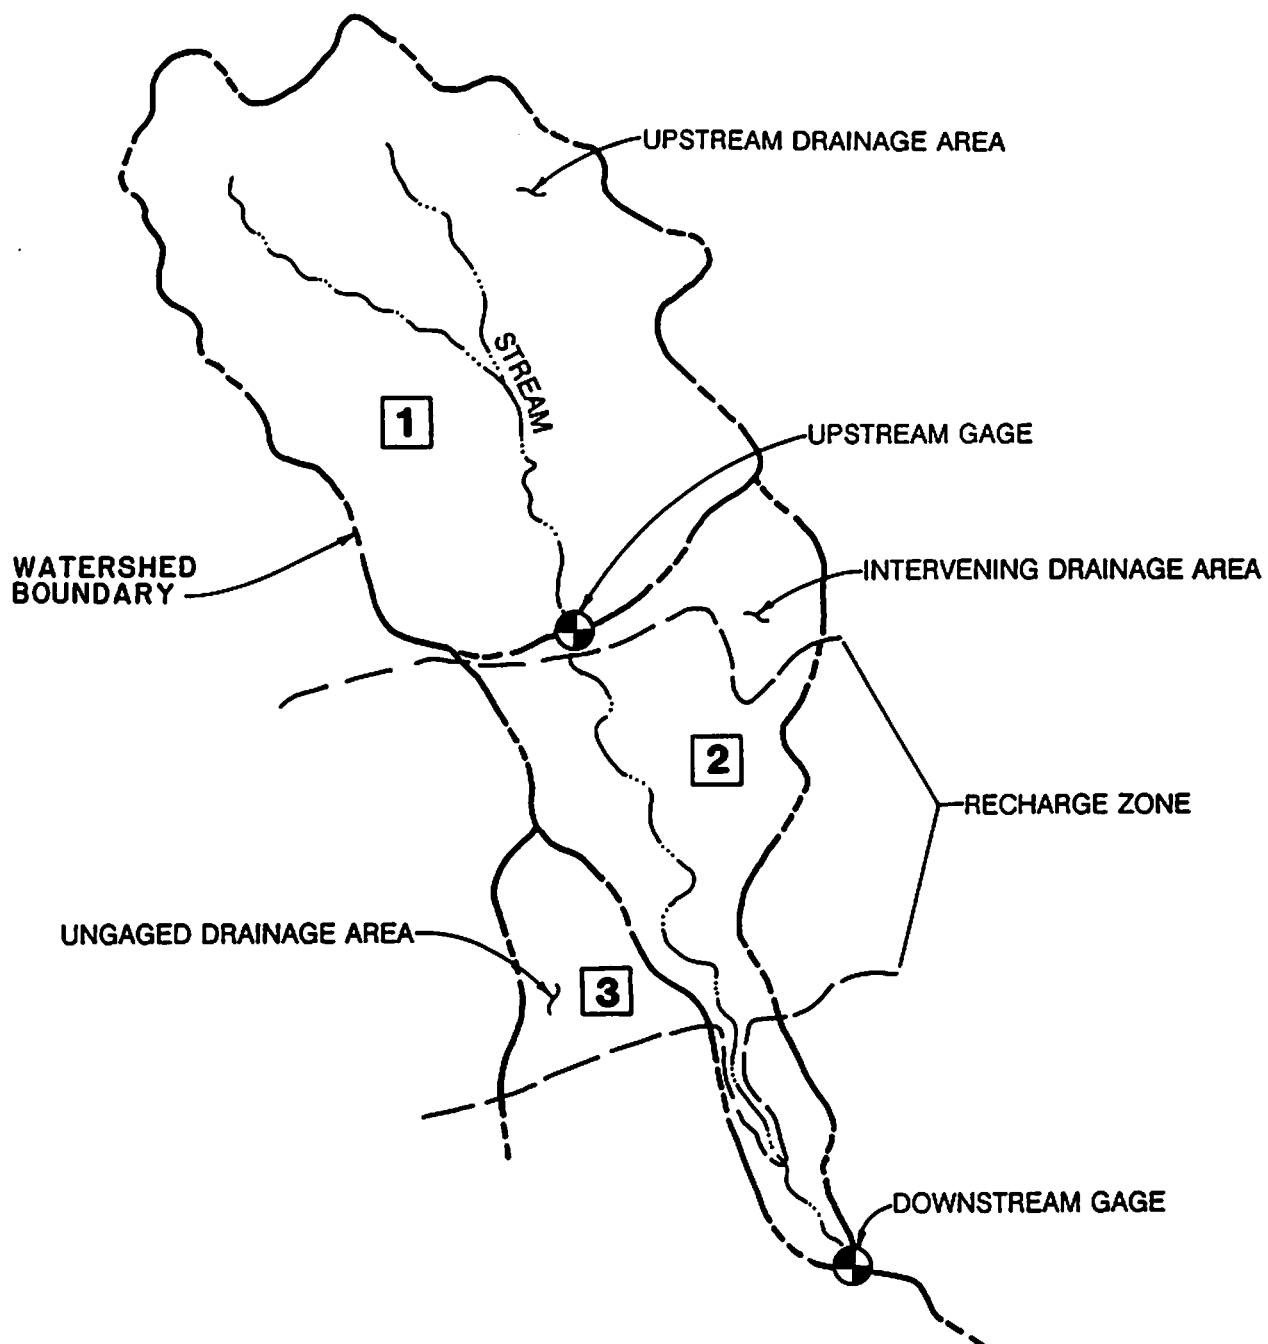 UPSTREAM DRAINAGE AREA
STREAM
1
UPSTREAM GAGE
WATERSHED
BOUNDARY
INTERVENING DRAINAGE AREA
2
RECHARGE ZONE
UNGAGED DRAINAGE AREA
3
DOWNSTREAM GAGE